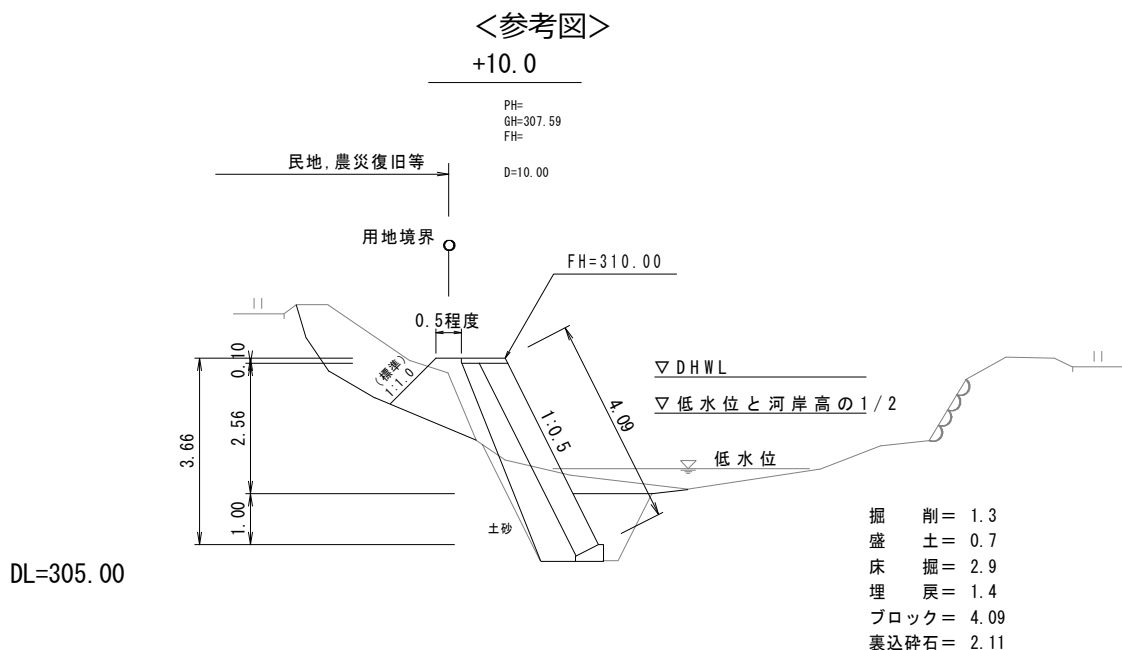 ＜参考図＞
+10.0
PH=
GH=307.59
FH=
D=10.00
民地,農災復旧等
用地境界
FH=310.00
0.5程度
(標準)
1:1.0
0.10
2.56
3.66
1.00
1:0.5
4.09
▽DHWL
▽低水位と河岸高の1/2
低水位
土砂
DL=305.00
掘　削＝ 1.3
盛　土＝ 0.7
床　掘＝ 2.9
埋　戻＝ 1.4
ブロック＝ 4.09
裏込砕石＝ 2.11